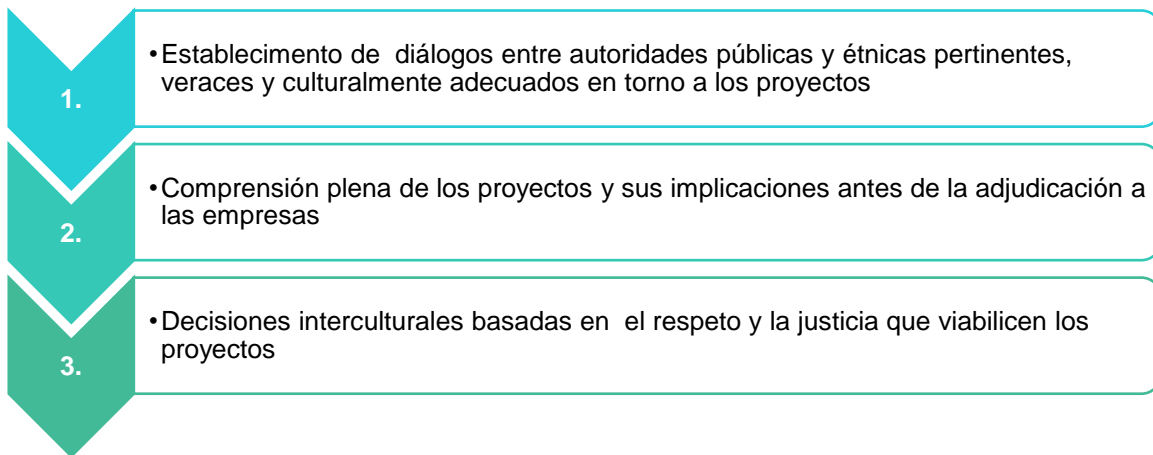 1.
•Establecimento de diálogos entre autoridades públicas y étnicas pertinentes,
veraces y culturalmente adecuados en torno a los proyectos
2.
•Comprensión plena de los proyectos y sus implicaciones antes de la adjudicación a
las empresas
3.
•Decisiones interculturales basadas en el respeto y la justicia que viabilicen los
proyectos